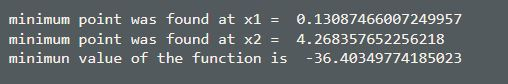 minimum point was found at x1 =  0.13087466007249957
minimum point was found at x2 =  4.268357652256218
minimun value of the function is  -36.40349774185023